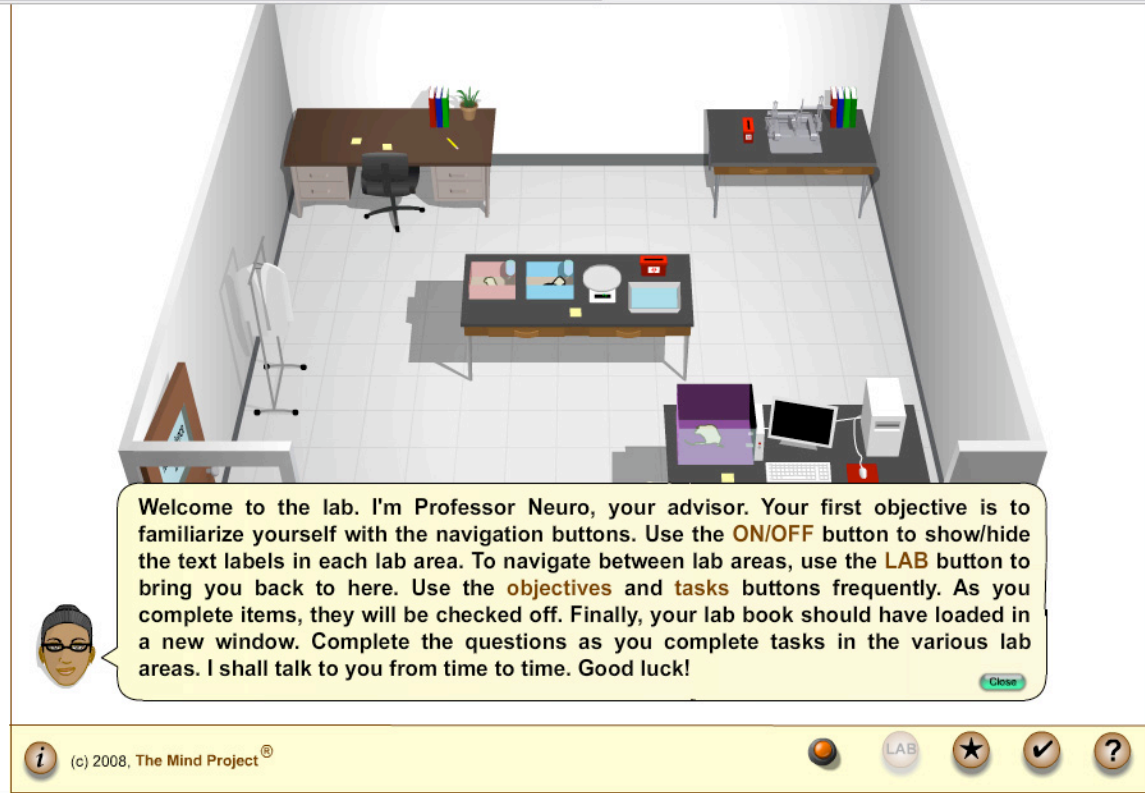 Welcome to the lab. I'm Professor Neuro, your advisor. Your first objective is to
familiarize yourself with the navigation buttons. Use the ON/OFF button to show/hide
the text labels in each lab area. To navigate between lab areas, use the LAB button to
bring you back to here. Use the objectives and tasks buttons frequently. As you
complete items, they will be checked off. Finally, your lab book should have loaded in
a new window. Complete the questions as you complete tasks in the various lab
areas. I shall talk to you from time to time. Good luck!
Close
i (c) 2008, The Mind Project ® LAB ?